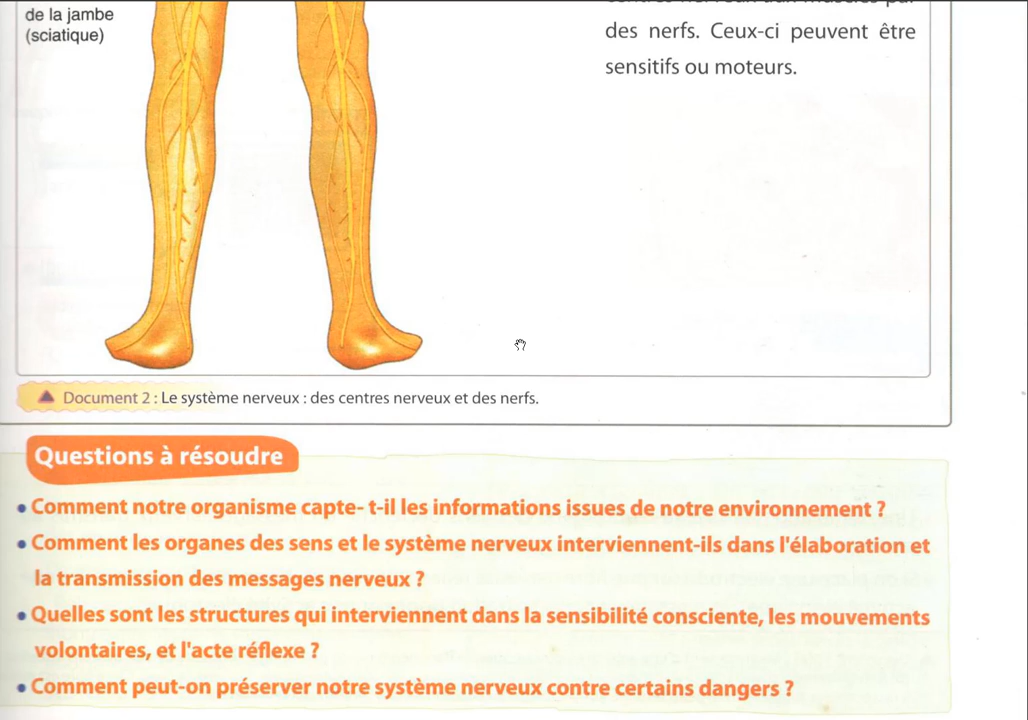 de la jambe
(sciatique)
des nerfs. Ceux-ci peuvent être
sensitifs ou moteurs.
Document 2 : Le système nerveux : des centres nerveux et des nerfs.
Questions à résoudre
• Comment notre organisme capte- t-il les informations issues de notre environnement ?
• Comment les organes des sens et le système nerveux interviennent-ils dans l'élaboration et
la transmission des messages nerveux ?
• Quelles sont les structures qui interviennent dans la sensibilité consciente, les mouvements
volontaires, et l'acte réflexe ?
• Comment peut-on préserver notre système nerveux contre certains dangers ?